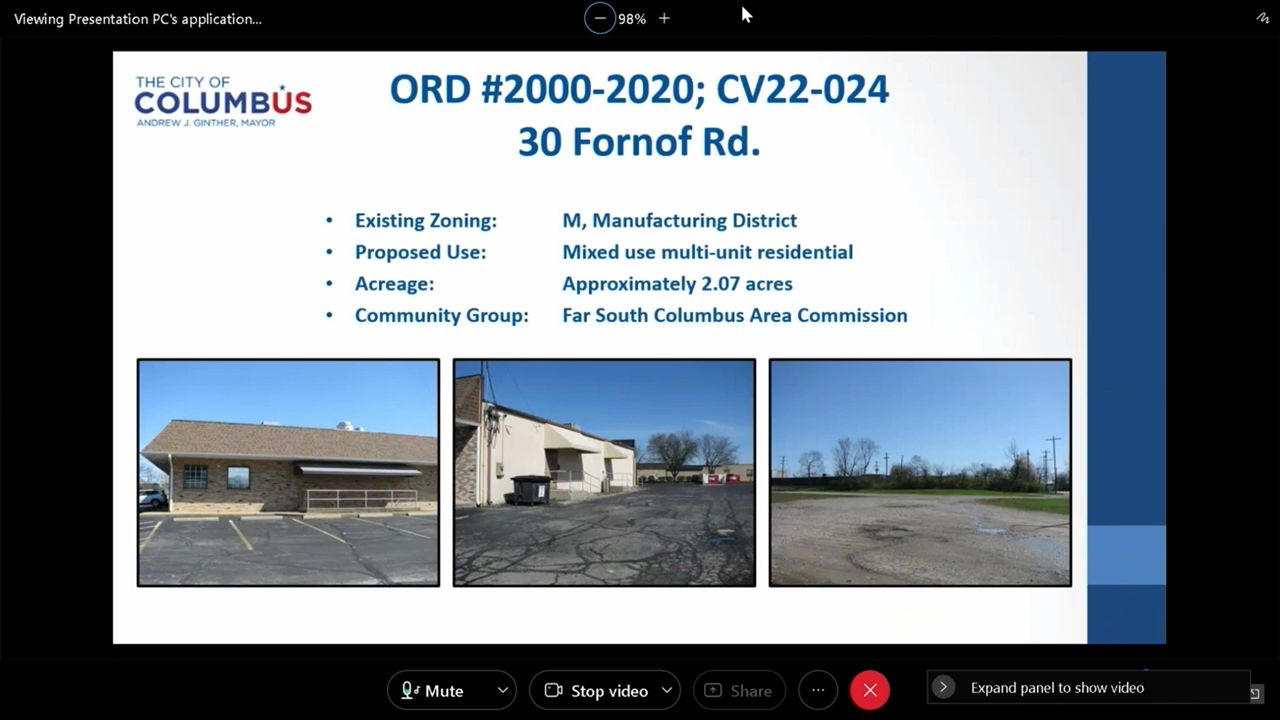 Viewing Presentation PC's application...
98%
THE CITY OF
COLUMBUS
ANDREW J. GINTHER, MAYOR
ORD #2000-2020; CV22-024
30 Fornof Rd.
• Existing Zoning: M, Manufacturing District
• Proposed Use: Mixed use multi-unit residential
• Acreage: Approximately 2.07 acres
• Community Group: Far South Columbus Area Commission
Mute
Stop video
Share
Expand panel to show video